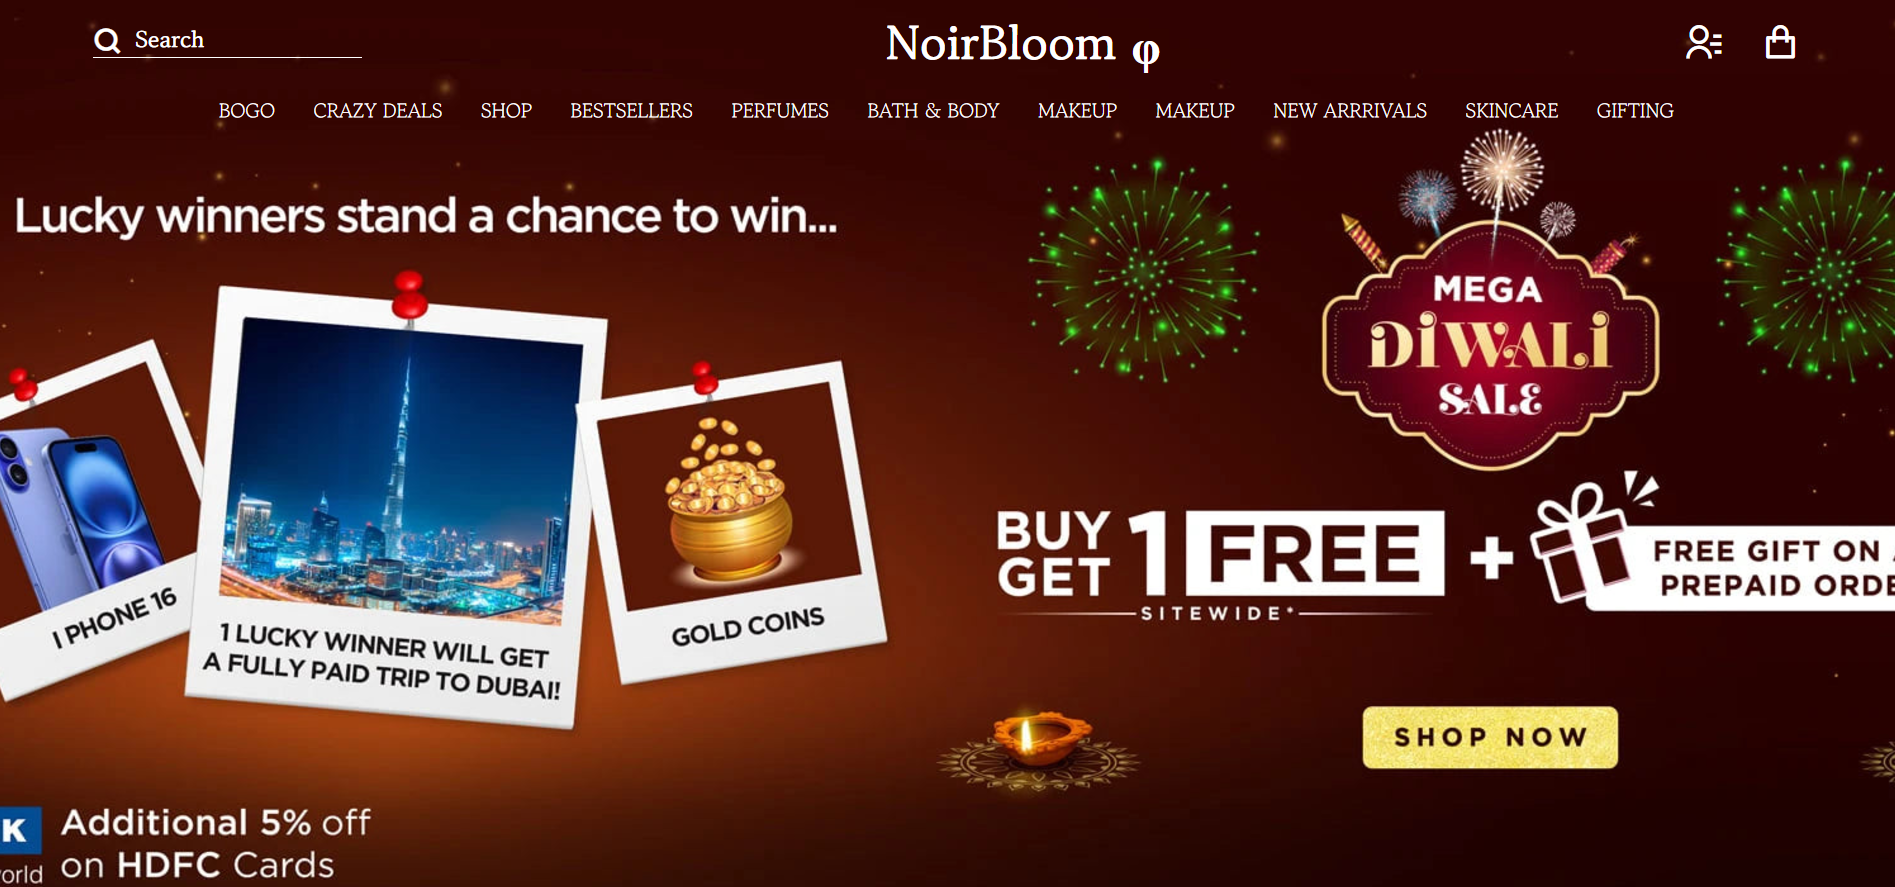 Search
NoirBloom φ
BOGO CRAZY DEALS SHOP BESTSELLERS PERFUMES BATH & BODY MAKEUP MAKEUP NEW ARRRIVALS SKINCARE GIFTING
Lucky winners stand a chance to win...
I PHONE 16
1 LUCKY WINNER WILL GET
A FULLY PAID TRIP TO DUBAI!
GOLD COINS
K
orld
Additional 5% off
on HDFC Cards
MEGA
DIWALI
SALE
BUY 1 FREE
GET
SITEWIDE*
+
FREE GIFT ON A
PREPAID ORDE
SHOP NOW